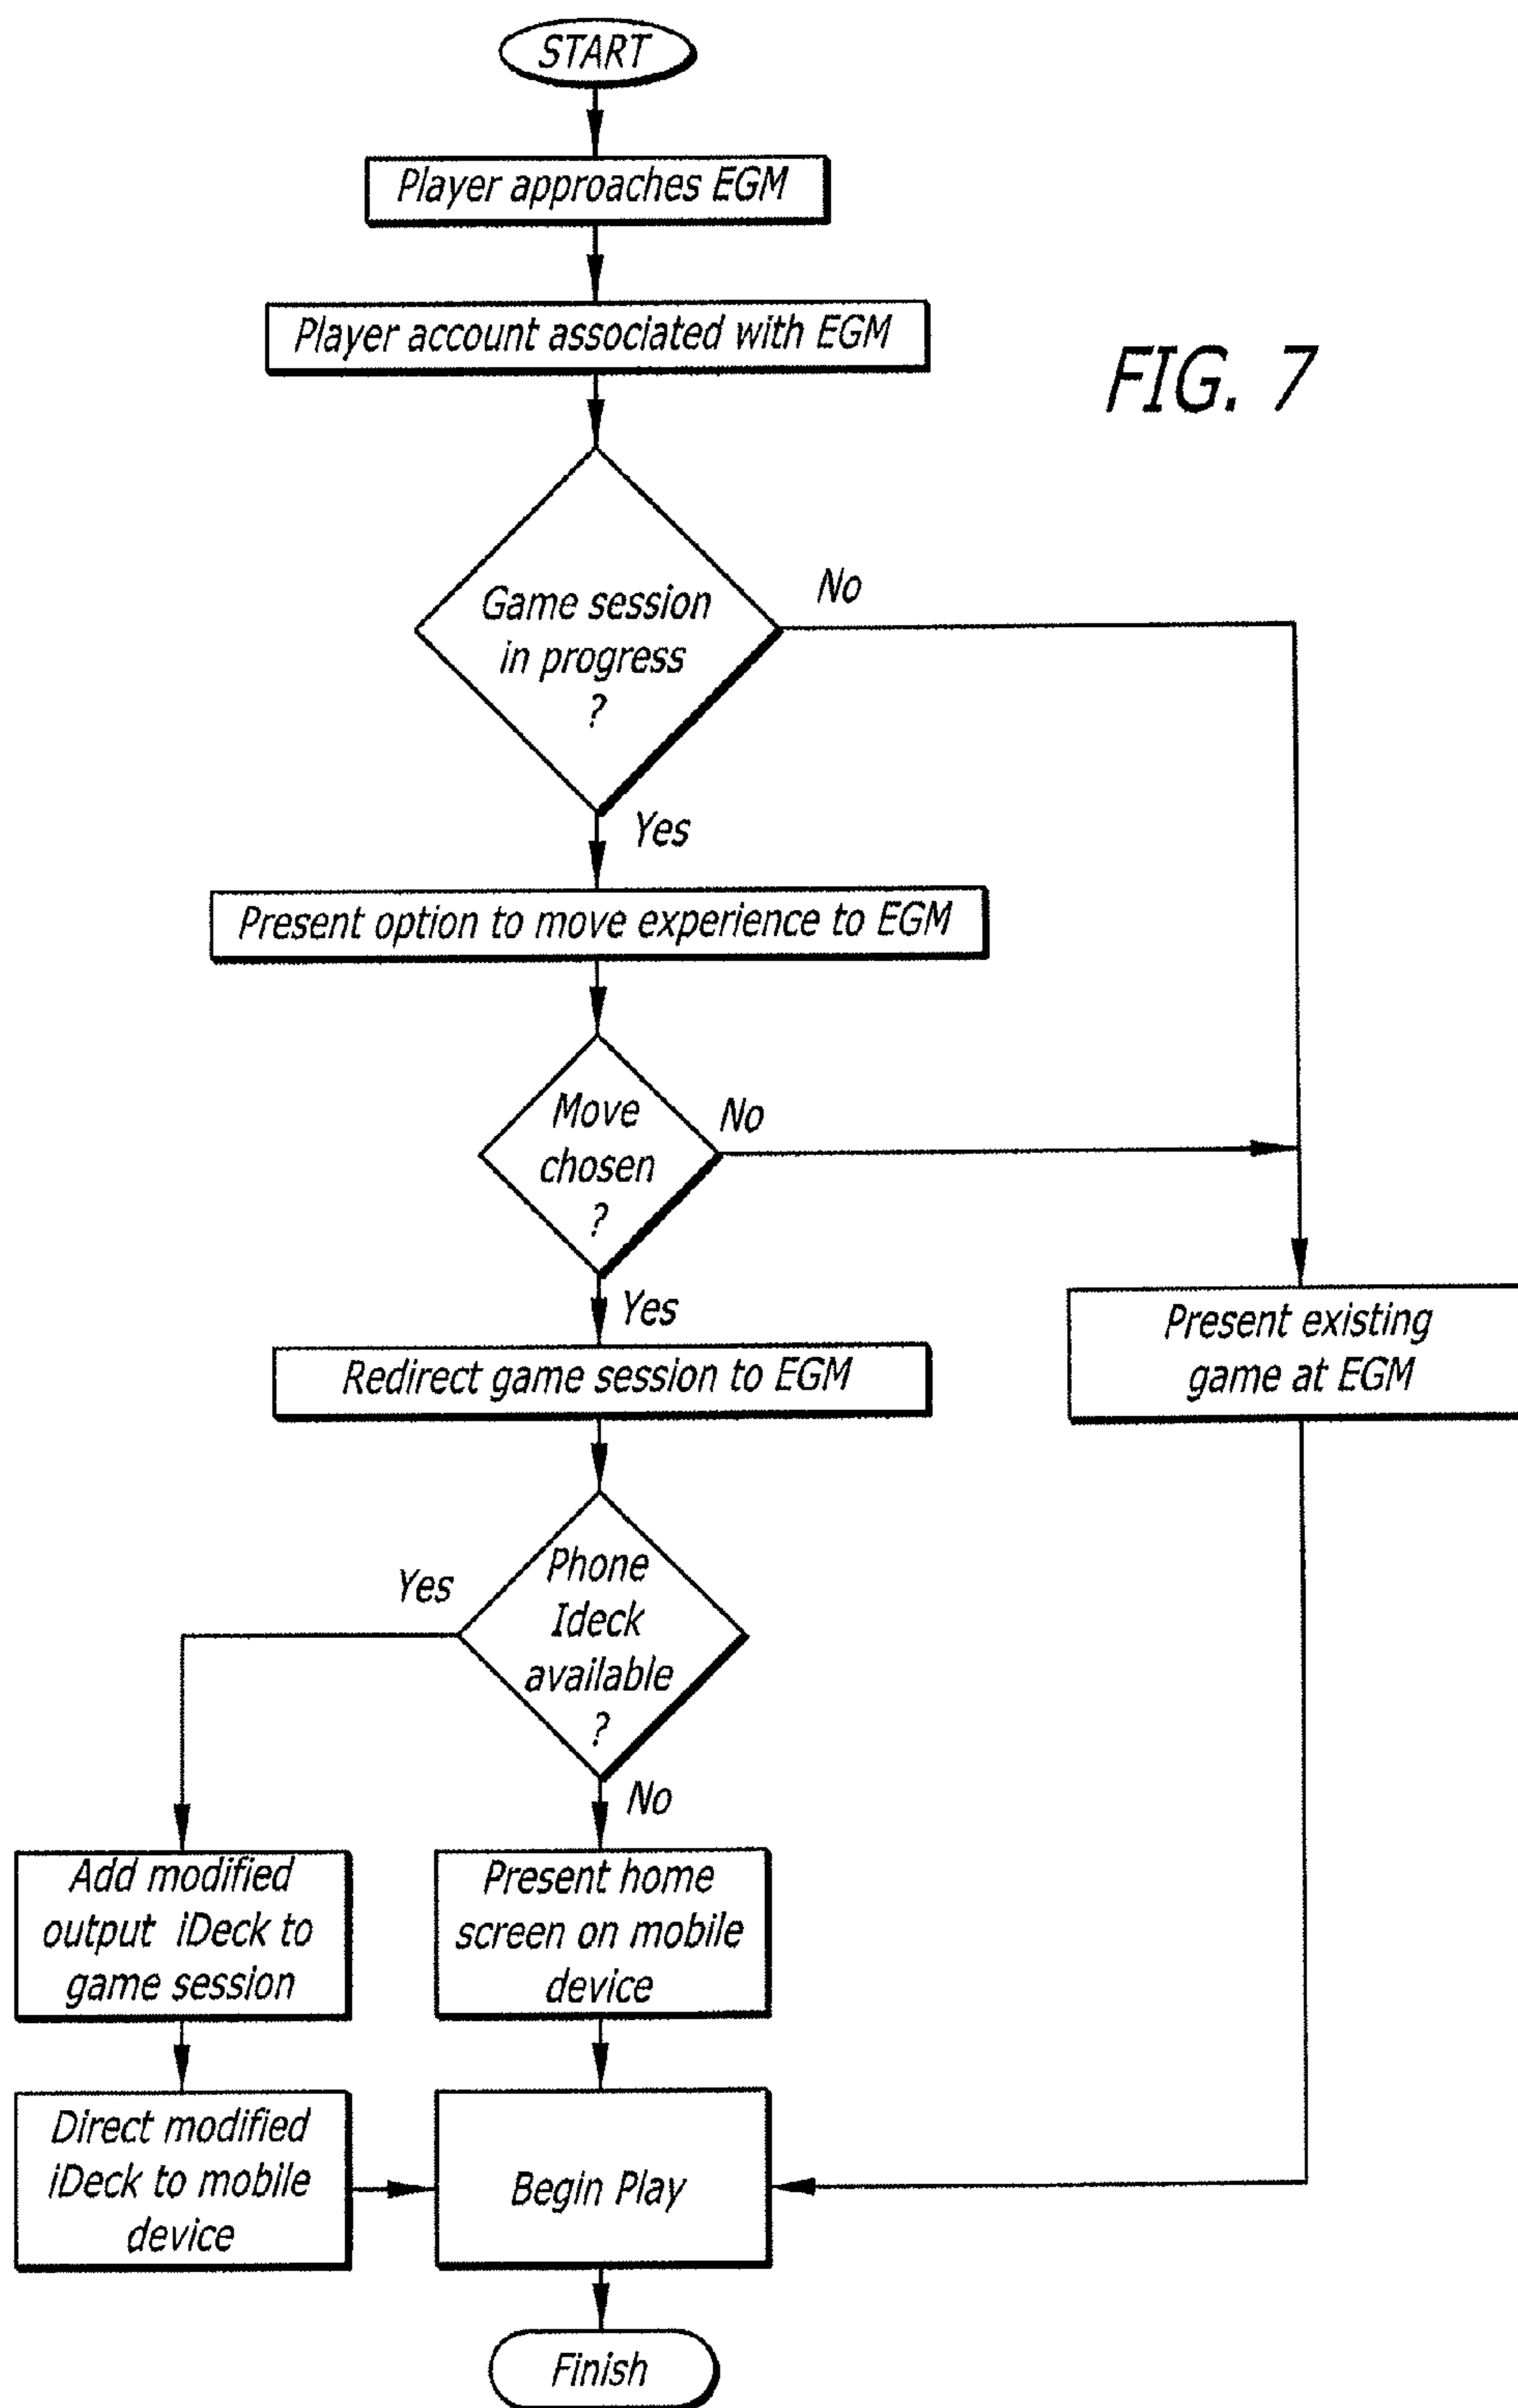 START
Player approaches EGM
Player account associated with EGM
FIG. 7
Game session
in progress
?
No
Yes
Present option to move experience to EGM
Move
chosen
?
No
Yes
Present existing
game at EGM
Redirect game session to EGM
Phone
Ideck
available
?
Yes
No
Add modified
output iDeck to
game session
Present home
screen on mobile
device
Direct modified
iDeck to mobile
device
Begin Play
Finish